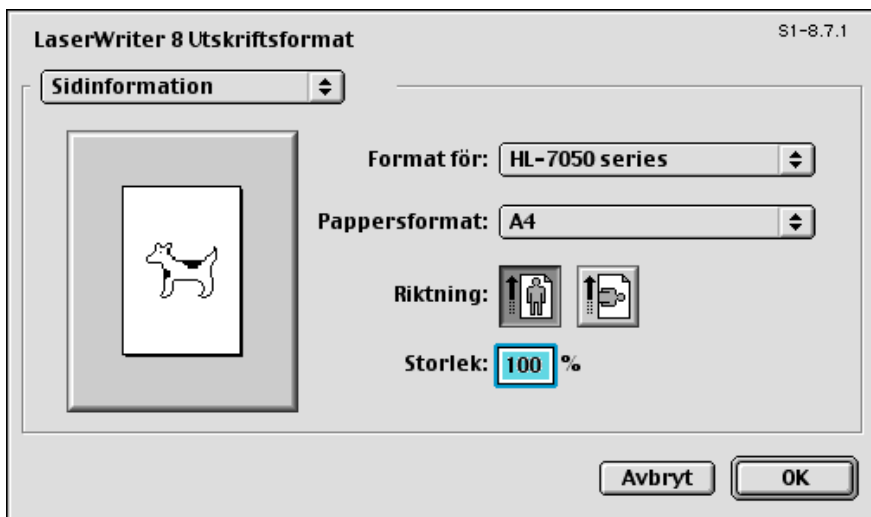 LaserWriter 8 Utskriftsformat
S1-8.7.1
Sidinformation
Format för: HL-7050 series
Pappersformat: A4
Riktning:
Storlek: 100 %
Avbryt OK